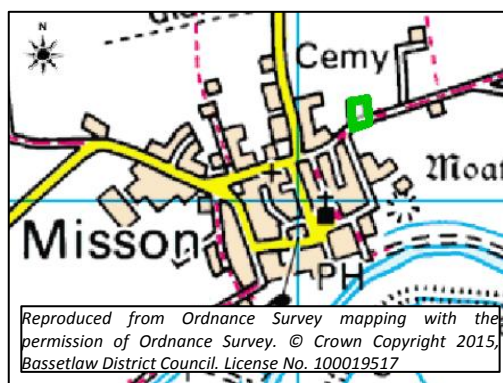 N
Cemy
Moat
Misson
PH
Reproduced from Ordnance Survey mapping with the
permission of Ordnance Survey. © Crown Copyright 2015,
Bassetlaw District Council. License No. 100019517